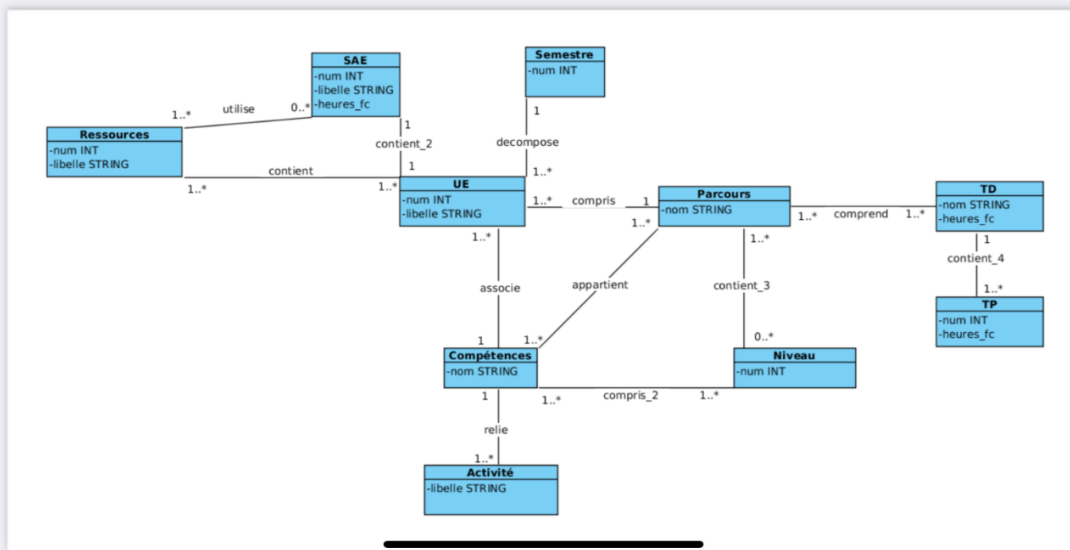 SAE
-num INT
-libelle STRING
-heures_fc
Semestre
-num INT
1..*
utilise
0..*
Ressources
-num INT
-libelle STRING
1
contient_2
1
1
decompose
1..*
contient
1..*
1..*
UE
-num INT
-libelle STRING
1..*
compris
1
Parcours
-nom STRING
1..*
comprend
1..*
TD
-nom STRING
-heures_fc
1
contient_4
1..*
TP
-num INT
-heures_fc
1..*
associe
1
1..*
appartient
1..*
1..*
contient_3
0..*
Compétences
-nom STRING
1..*
compris_2
1..*
Niveau
-num INT
1
relie
1..*
Activité
-libelle STRING